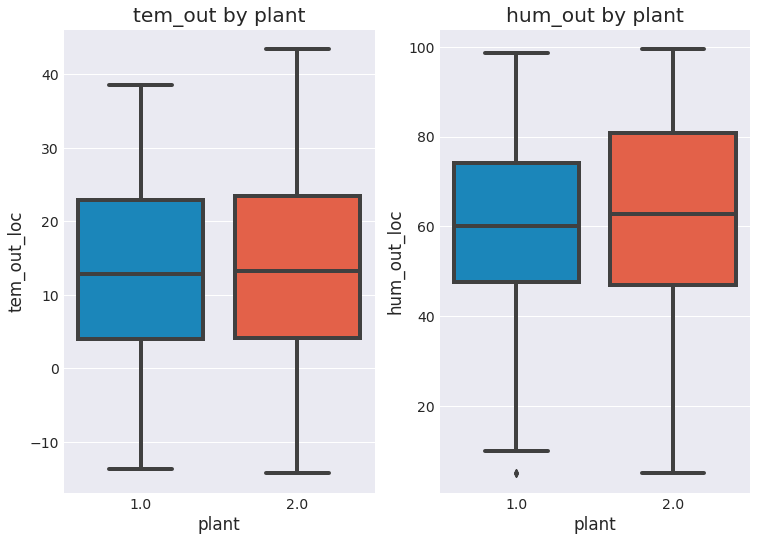 tem_out by plant
tem_out_loc
40
30
20
10
0
−10
1.0 2.0
plant
hum_out by plant
hum_out_loc
100
80
60
40
20
1.0 2.0
plant